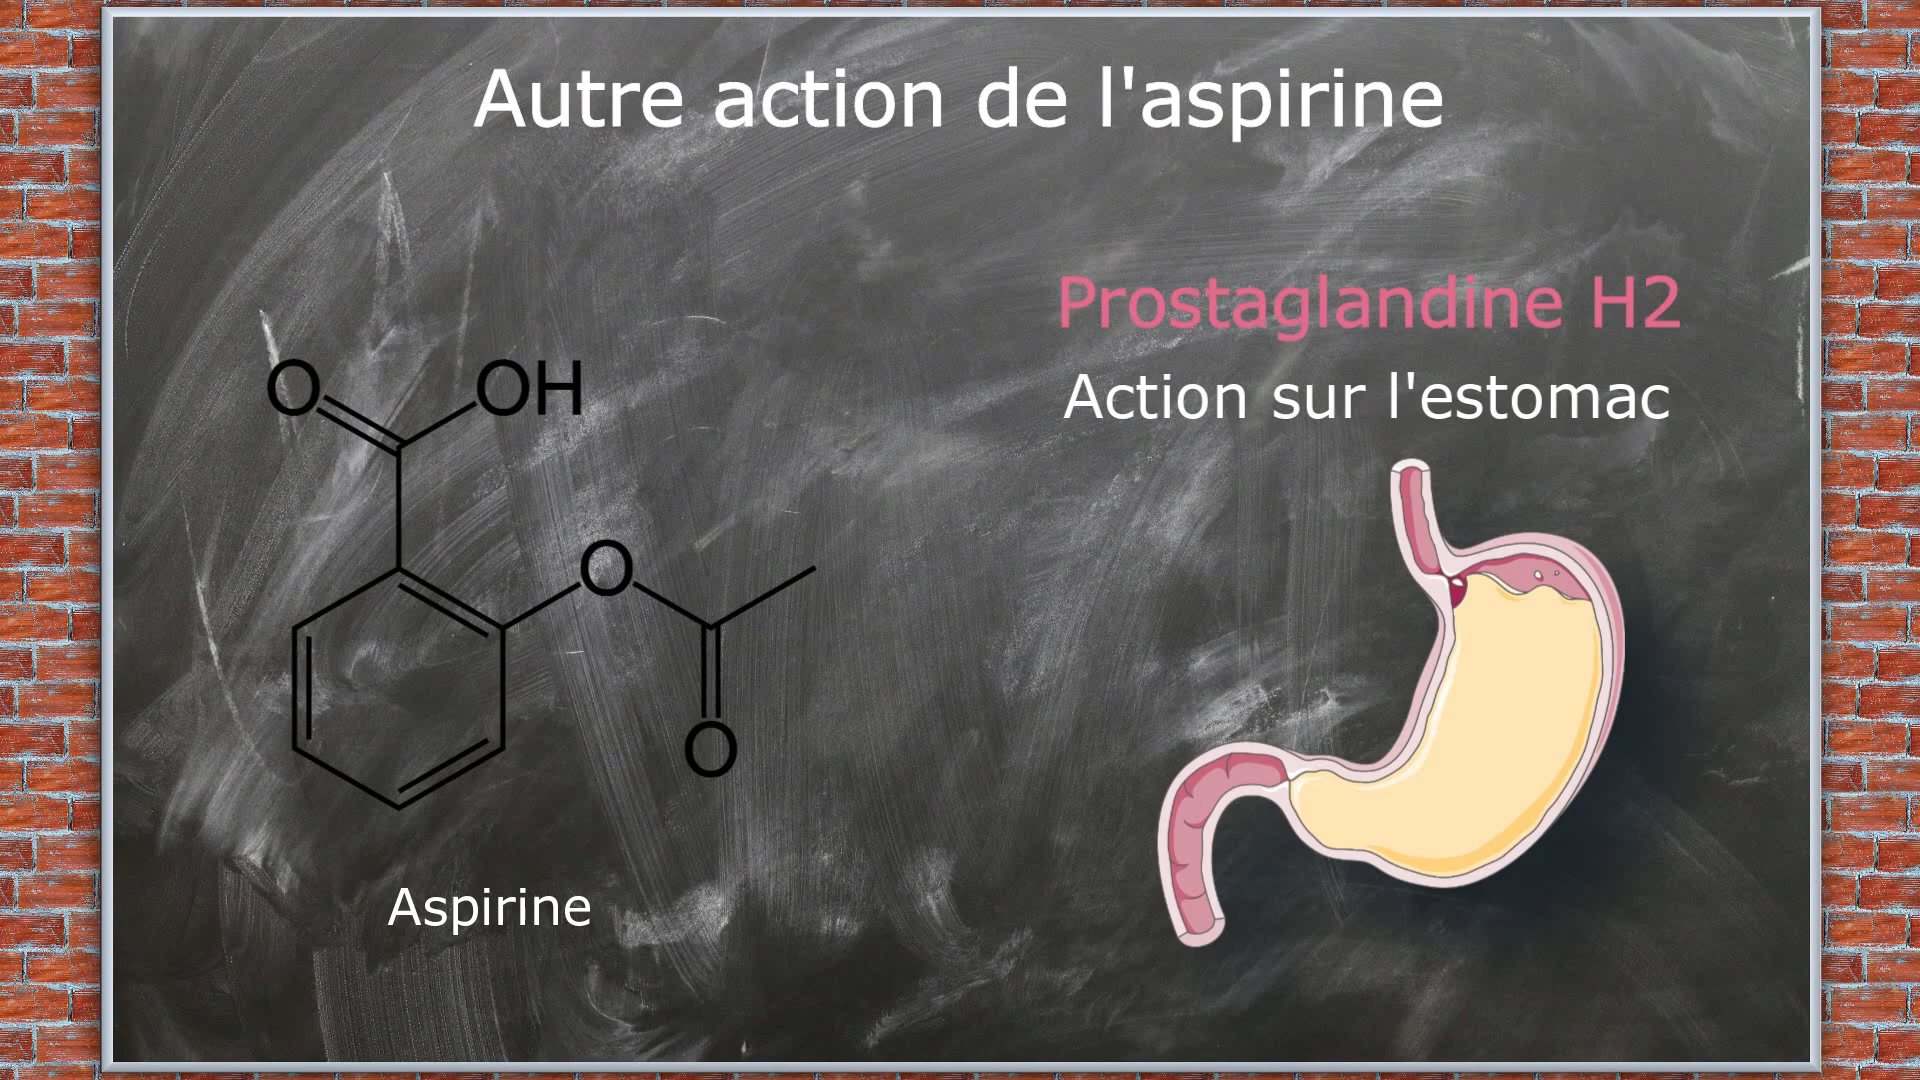 Autre action de l'aspirine
Prostaglandine H2
Action sur l'estomac
O
OH
O
O
Aspirine